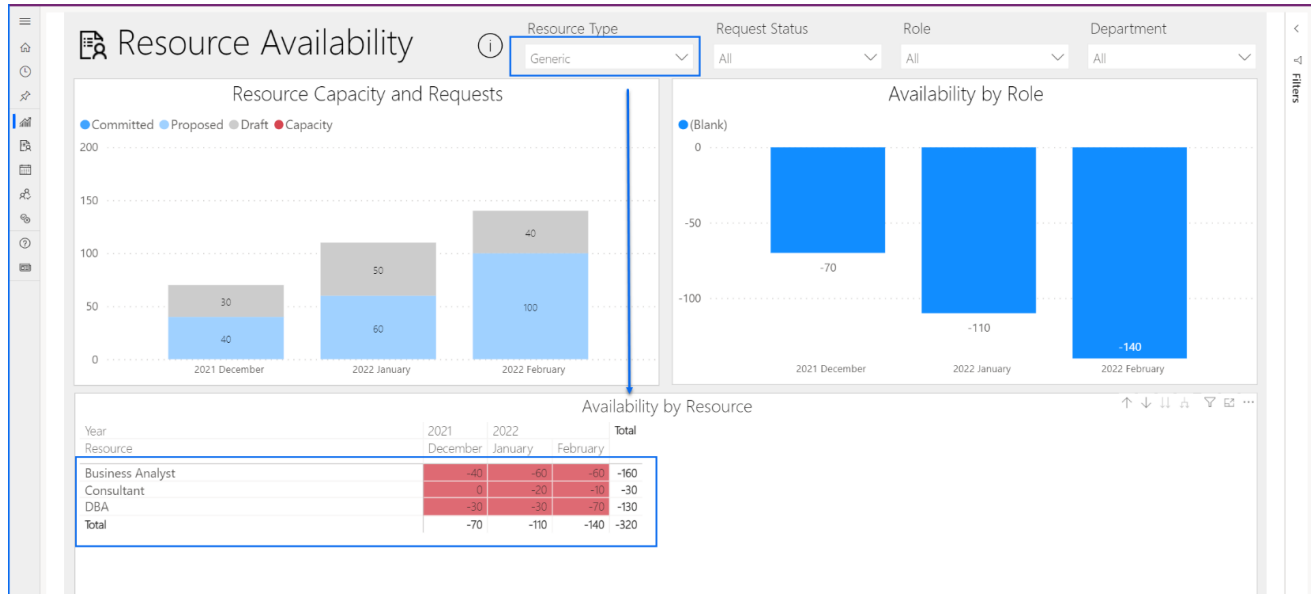 Resource Availability
Resource Type
Request Status
Role
Department
Generic
All
All
All
Filters
Resource Capacity and Requests
Committed Proposed Draft Capacity
200
150
100
50
0
30
40
50
60
40
100
2021 December
2022 January
2022 February
Availability by Role
(Blank)
0
-50
-100
-70
-110
-140
2021 December
2022 January
2022 February
Availability by Resource
Year 2021 2022 Total
Resource December January February
Business Analyst -40 -60 -60 -160
Consultant 0 -20 -10 -30
DBA -30 -30 -70 -130
Total -70 -110 -140 -320